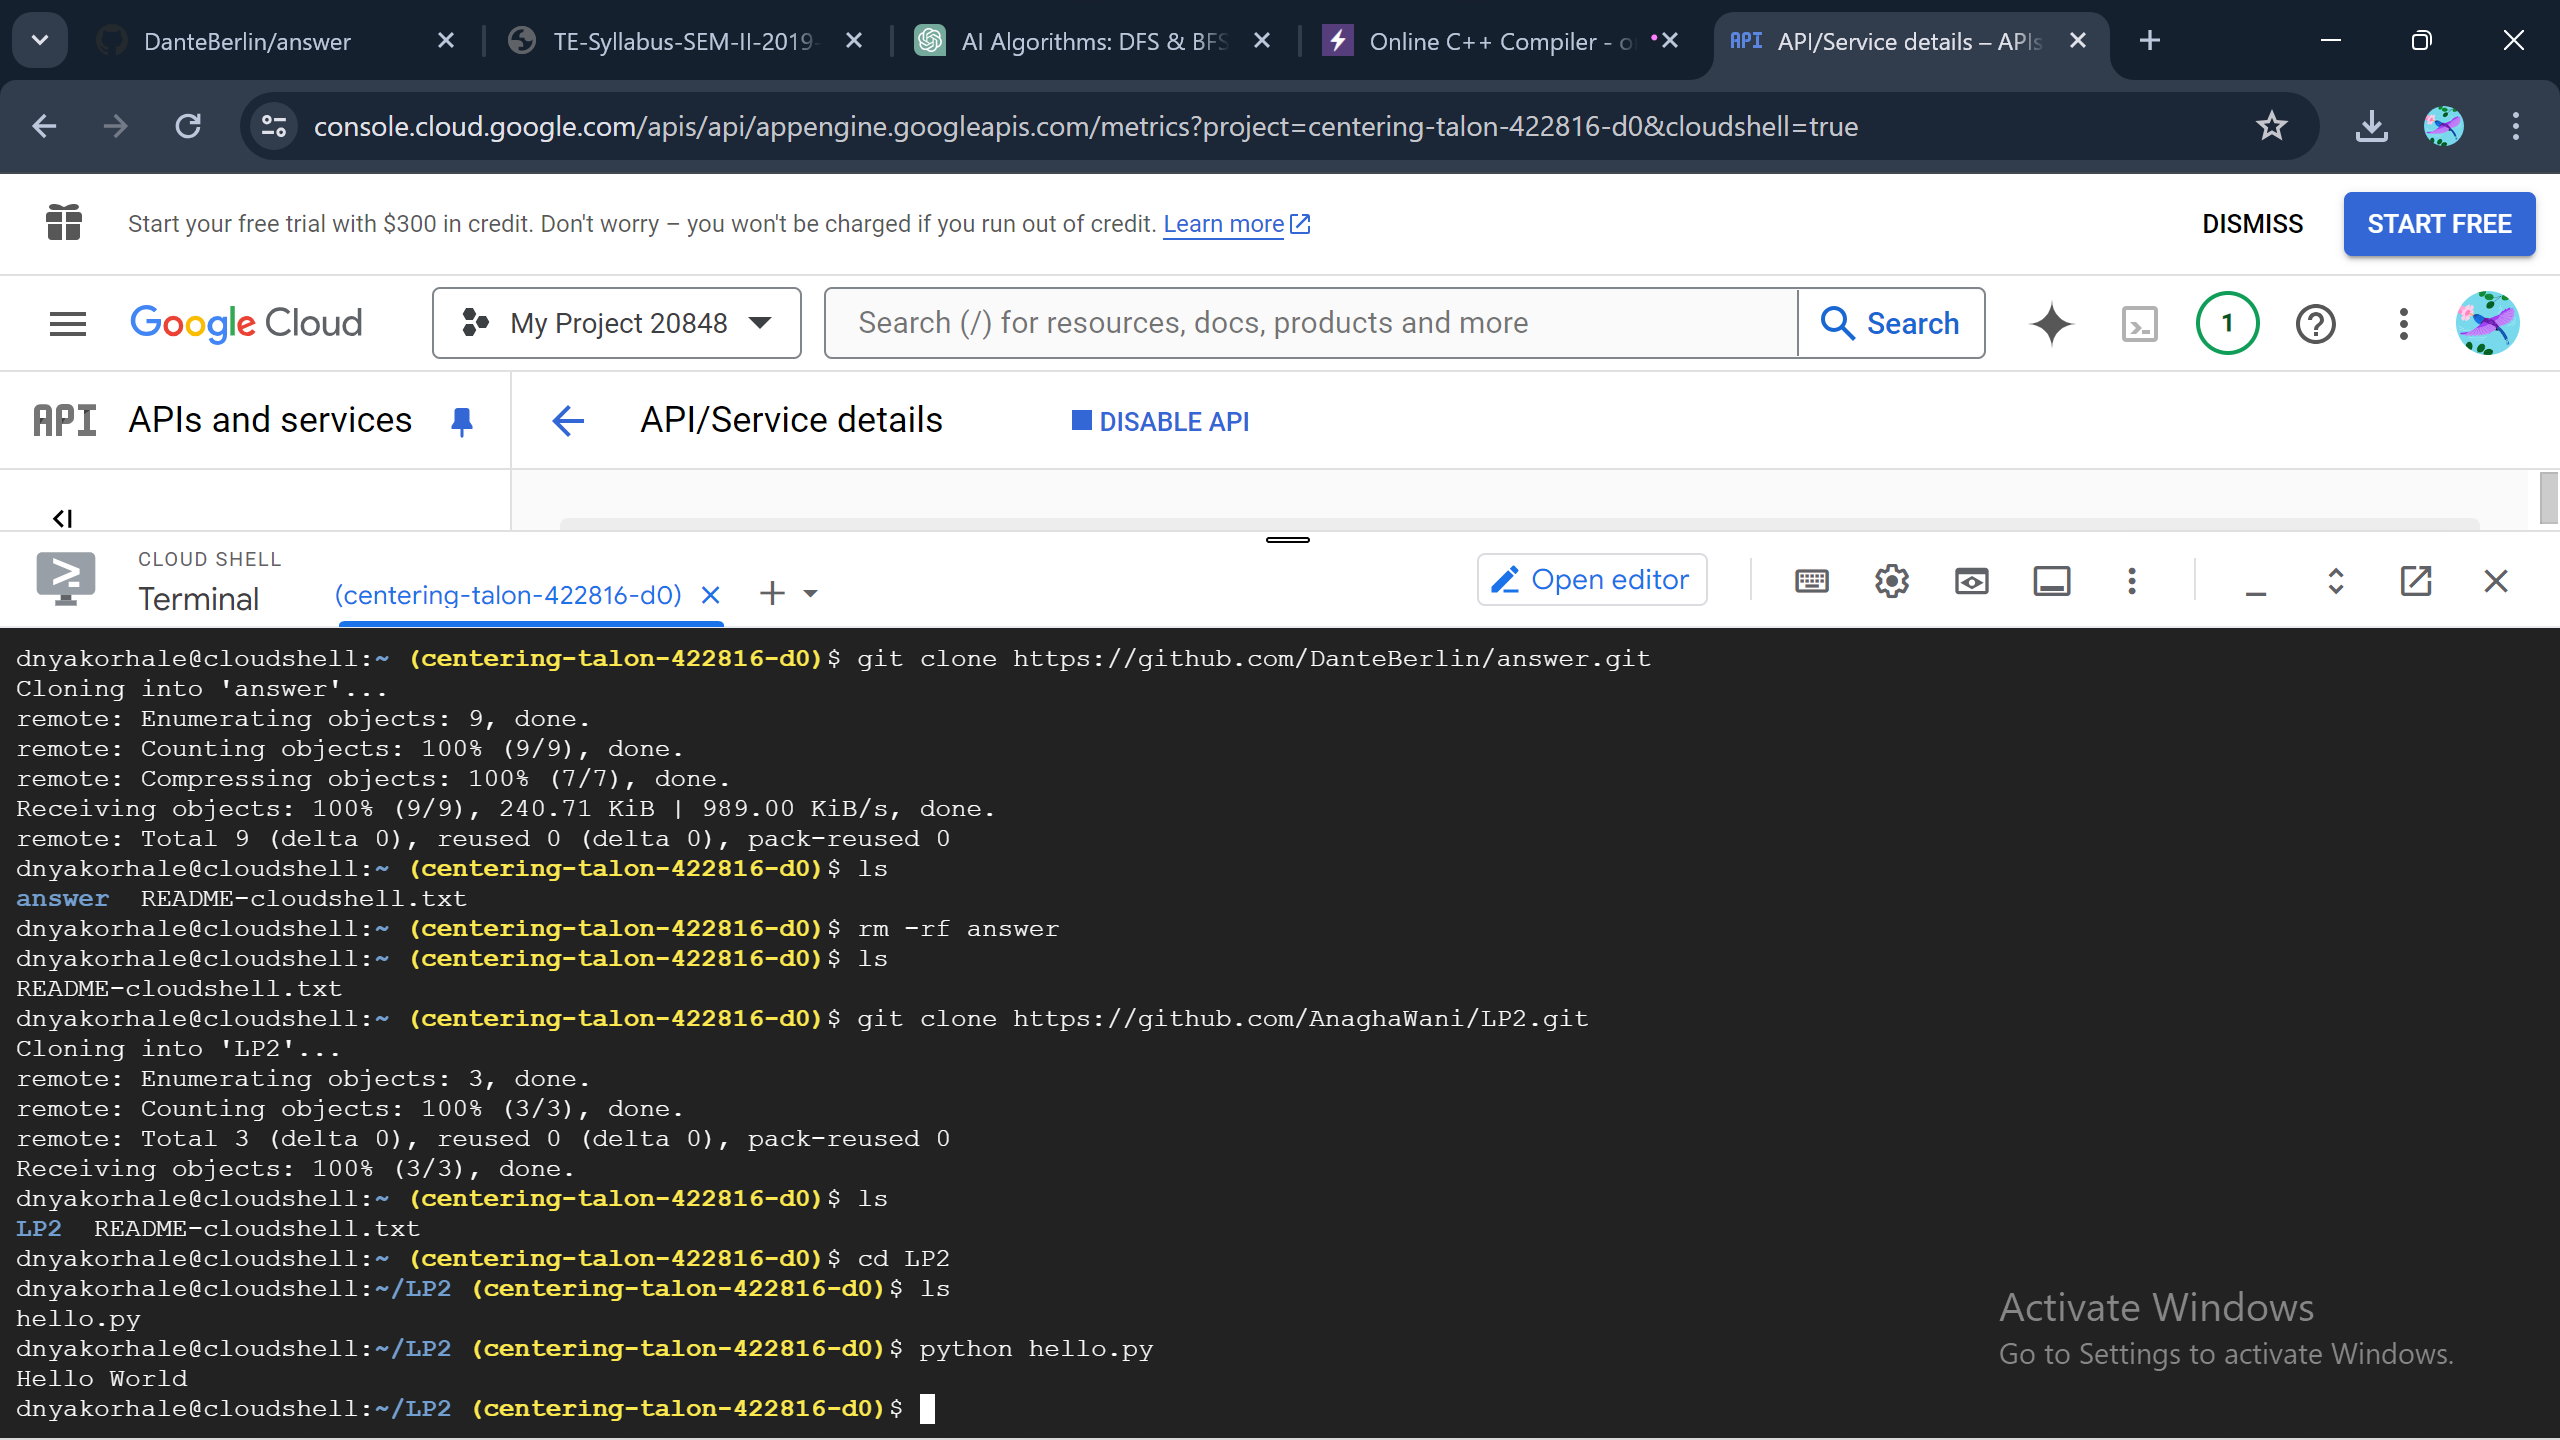 DanteBerlin/answer
TE-Syllabus-SEM-II-2019-
AI Algorithms: DFS & BFS
Online C++ Compiler - o
API API/Service details – APIs
console.cloud.google.com/apis/api/appengine.googleapis.com/metrics?project=centering-talon-422816-d0&cloudshell=true
Start your free trial with $300 in credit. Don't worry – you won't be charged if you run out of credit. Learn more
DISMISS
START FREE
Google Cloud
My Project 20848
Search (/) for resources, docs, products and more
Search
1
API APIs and services
API/Service details
DISABLE API
CLOUD SHELL
Terminal
(centering-talon-422816-d0)
Open editor
dnyakorhale@cloudshell:~ (centering-talon-422816-d0)$ git clone https://github.com/DanteBerlin/answer.git
Cloning into 'answer'...
remote: Enumerating objects: 9, done.
remote: Counting objects: 100% (9/9), done.
remote: Compressing objects: 100% (7/7), done.
Receiving objects: 100% (9/9), 240.71 KiB | 989.00 KiB/s, done.
remote: Total 9 (delta 0), reused 0 (delta 0), pack-reused 0
dnyakorhale@cloudshell:~ (centering-talon-422816-d0)$ ls
answer  README-cloudshell.txt
dnyakorhale@cloudshell:~ (centering-talon-422816-d0)$ rm -rf answer
dnyakorhale@cloudshell:~ (centering-talon-422816-d0)$ ls
README-cloudshell.txt
dnyakorhale@cloudshell:~ (centering-talon-422816-d0)$ git clone https://github.com/AnaghaWani/LP2.git
Cloning into 'LP2'...
remote: Enumerating objects: 3, done.
remote: Counting objects: 100% (3/3), done.
remote: Total 3 (delta 0), reused 0 (delta 0), pack-reused 0
Receiving objects: 100% (3/3), done.
dnyakorhale@cloudshell:~ (centering-talon-422816-d0)$ ls
LP2  README-cloudshell.txt
dnyakorhale@cloudshell:~ (centering-talon-422816-d0)$ cd LP2
dnyakorhale@cloudshell:~/LP2 (centering-talon-422816-d0)$ ls
hello.py
dnyakorhale@cloudshell:~/LP2 (centering-talon-422816-d0)$ python hello.py
Hello World
dnyakorhale@cloudshell:~/LP2 (centering-talon-422816-d0)$
Activate Windows
Go to Settings to activate Windows.